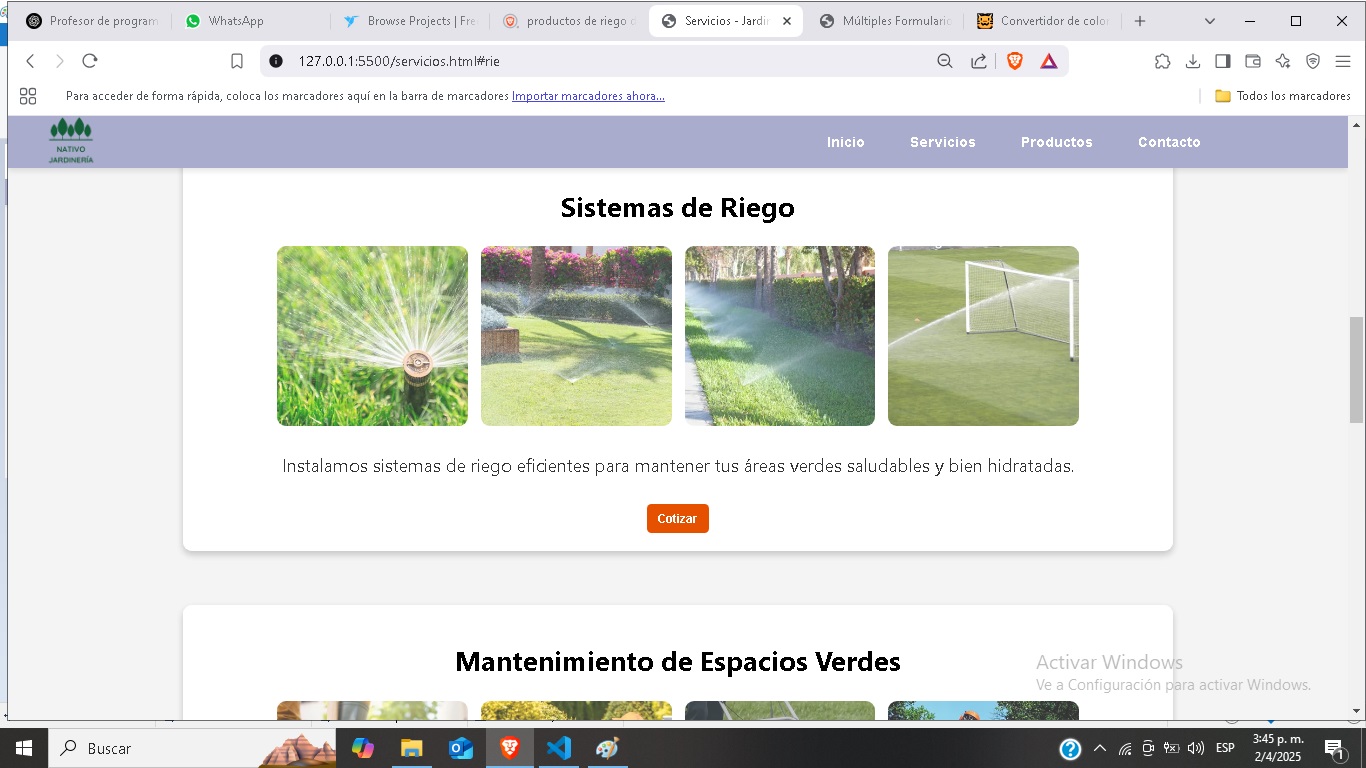 Profesor de program
WhatsApp
Browse Projects | Fre
productos de riego d
Servicios - Jardin
Múltiples Formulario
Convertidor de color
127.0.0.1:5500/servicios.html#rie
Para acceder de forma rápida, coloca los marcadores aquí en la barra de marcadores Importar marcadores ahora...
Todos los marcadores
NATIVO
JARDINERÍA
Inicio
Servicios
Productos
Contacto
Sistemas de Riego
Instalamos sistemas de riego eficientes para mantener tus áreas verdes saludables y bien hidratadas.
Cotizar
Mantenimiento de Espacios Verdes
Activar Windows
Ve a Configuración para activar Windows.
Buscar
ESP
3:45 p. m.
2/4/2025
1